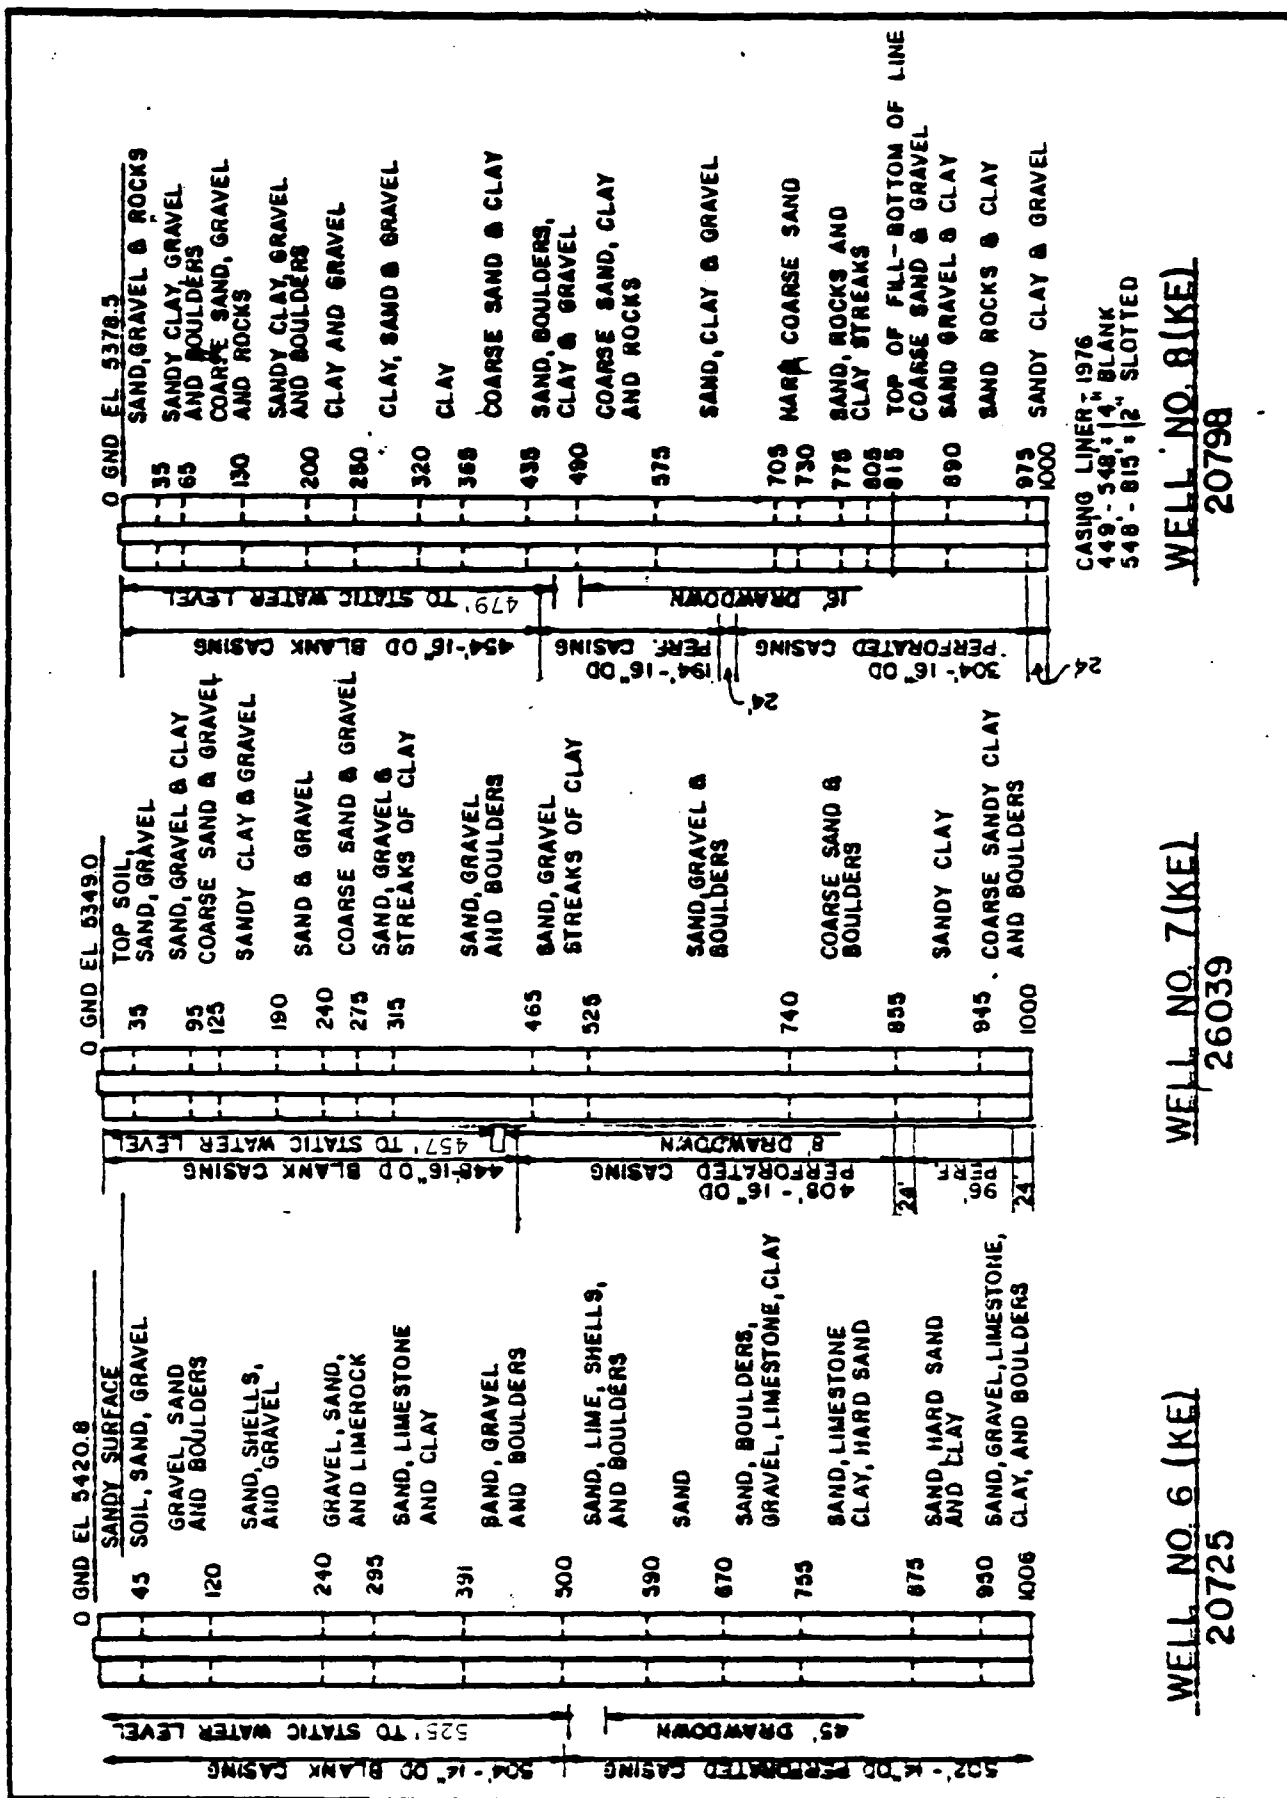 0 GND EL 5420.8
SANDY SURFACE
SOIL, SAND, GRAVEL
45
GRAVEL, SAND
AND BOULDERS
120
SAND, SHELLS,
AND GRAVEL
240
GRAVEL, SAND,
AND LIMEROCK
295
SAND, LIMESTONE
AND CLAY
391
SAND, GRAVEL
AND BOULDERS
500
SAND, LIME, SHELLS,
AND BOULDERS
590
SAND
670
SAND, BOULDERS,
GRAVEL, LIMESTONE, CLAY
755
SAND, LIMESTONE
CLAY, HARD SAND
875
SAND, HARD SAND
AND CLAY
950
SAND, GRAVEL, LIMESTONE,
CLAY, AND BOULDERS
1006
525' TO STATIC WATER LEVEL
45' DRAWDOWN
504'-14" OD BLANK CASING
502'-14" OD PERFORATED CASING
WELL NO. 6 (KE)
20725
0 GND EL 5349.0
TOP SOIL,
SAND, GRAVEL
35
SAND, GRAVEL & CLAY
95
COARSE SAND & GRAVEL
125
SANDY CLAY & GRAVEL
190
SAND & GRAVEL
240
COARSE SAND & GRAVEL
275
SAND, GRAVEL &
STREAKS OF CLAY
315
SAND, GRAVEL
AND BOULDERS
465
SAND, GRAVEL
STREAKS OF CLAY
525
SAND, GRAVEL &
BOULDERS
740
COARSE SAND &
BOULDERS
855
SANDY CLAY
945
COARSE SANDY CLAY
AND BOULDERS
1000
457' TO STATIC WATER LEVEL
8' DRAWDOWN
448'-16" OD BLANK CASING
408'-16" OD
PERFORATED CASING
24'
96'
PERF.
24'
WELL NO. 7 (KE)
26039
0 GND EL 5378.5
SAND, GRAVEL & ROCKS
35
SANDY CLAY, GRAVEL
AND BOULDERS
65
COARSE SAND, GRAVEL
AND ROCKS
130
SANDY CLAY, GRAVEL
AND BOULDERS
200
CLAY AND GRAVEL
250
CLAY, SAND & GRAVEL
320
CLAY
365
COARSE SAND & CLAY
435
SAND, BOULDERS,
CLAY & GRAVEL
490
COARSE SAND, CLAY
AND ROCKS
575
SAND, CLAY & GRAVEL
705
COARSE SAND
730
SAND, ROCKS AND
CLAY STREAKS
775
805
815
TOP OF FILL-BOTTOM OF LINE
COARSE SAND & GRAVEL
SAND GRAVEL & CLAY
890
SAND ROCKS & CLAY
975
SANDY CLAY & GRAVEL
1000
479' TO STATIC WATER LEVEL
16' DRAWDOWN
454'-16" OD BLANK CASING
194'-16" OD
PERF. CASING
24'
304'-16" OD
PERFORATED CASING
24'
CASING LINER - 1976
449'-548' 14" BLANK
548 - 815' 12" SLOTTED
WELL NO. 8 (KE)
20798